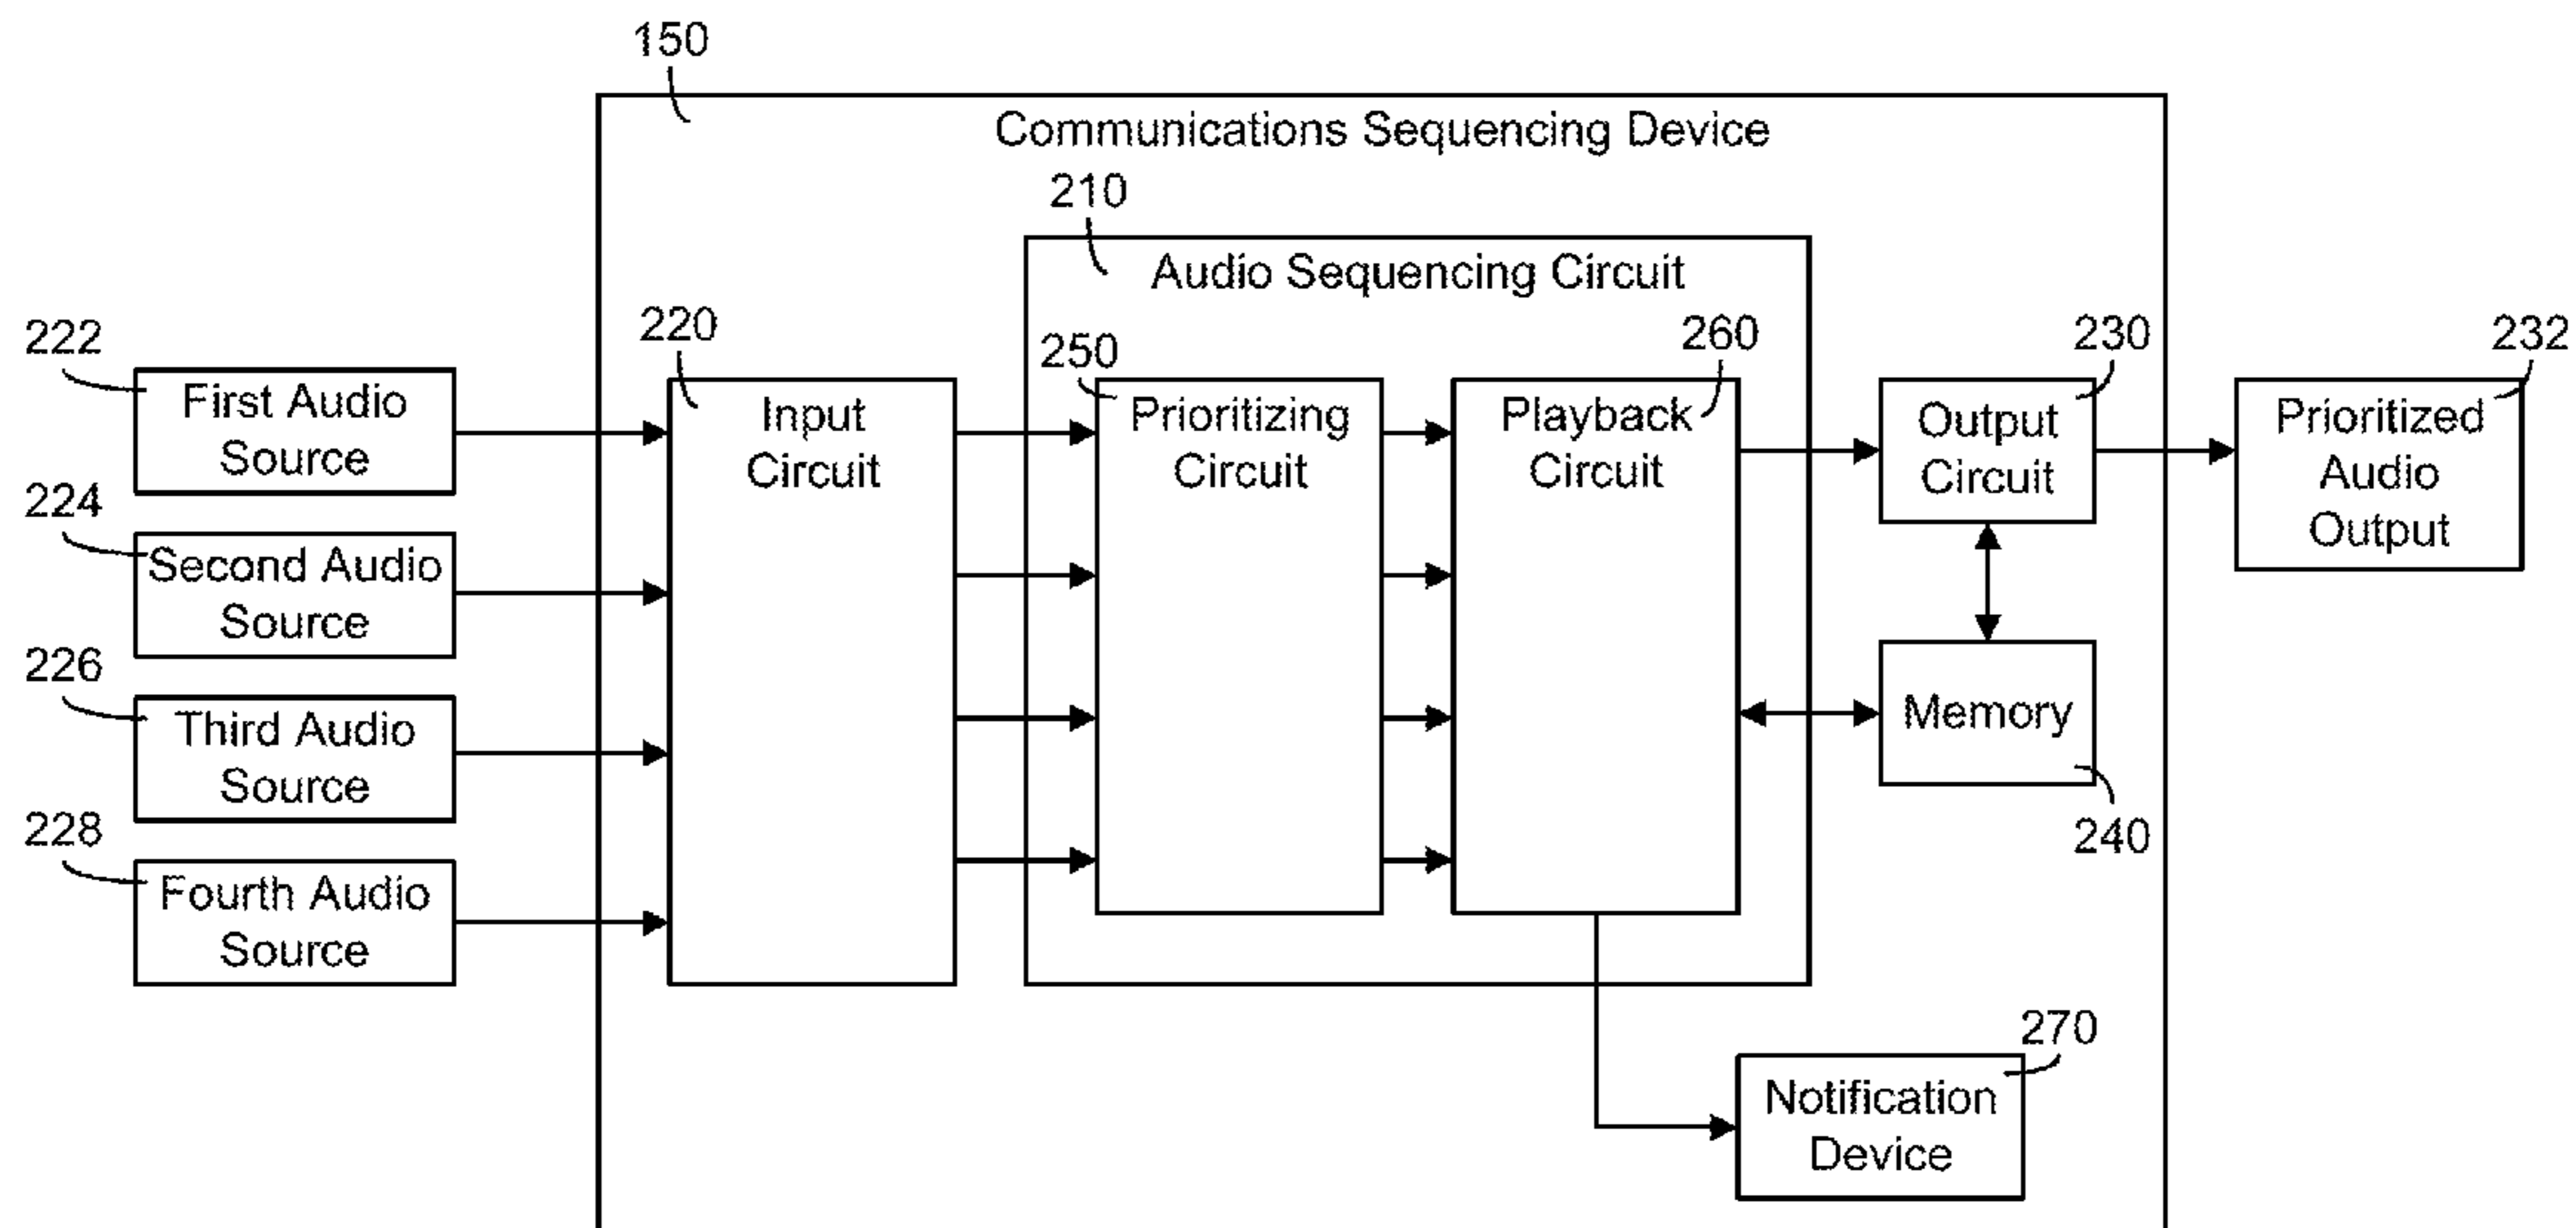 150
Communications Sequencing Device
210
Audio Sequencing Circuit
222
First Audio
Source
224
Second Audio
Source
226
Third Audio
Source
228
Fourth Audio
Source
220
Input
Circuit
250
Prioritizing
Circuit
260
Playback
Circuit
230
Output
Circuit
232
Prioritized
Audio
Output
Memory
240
270
Notification
Device